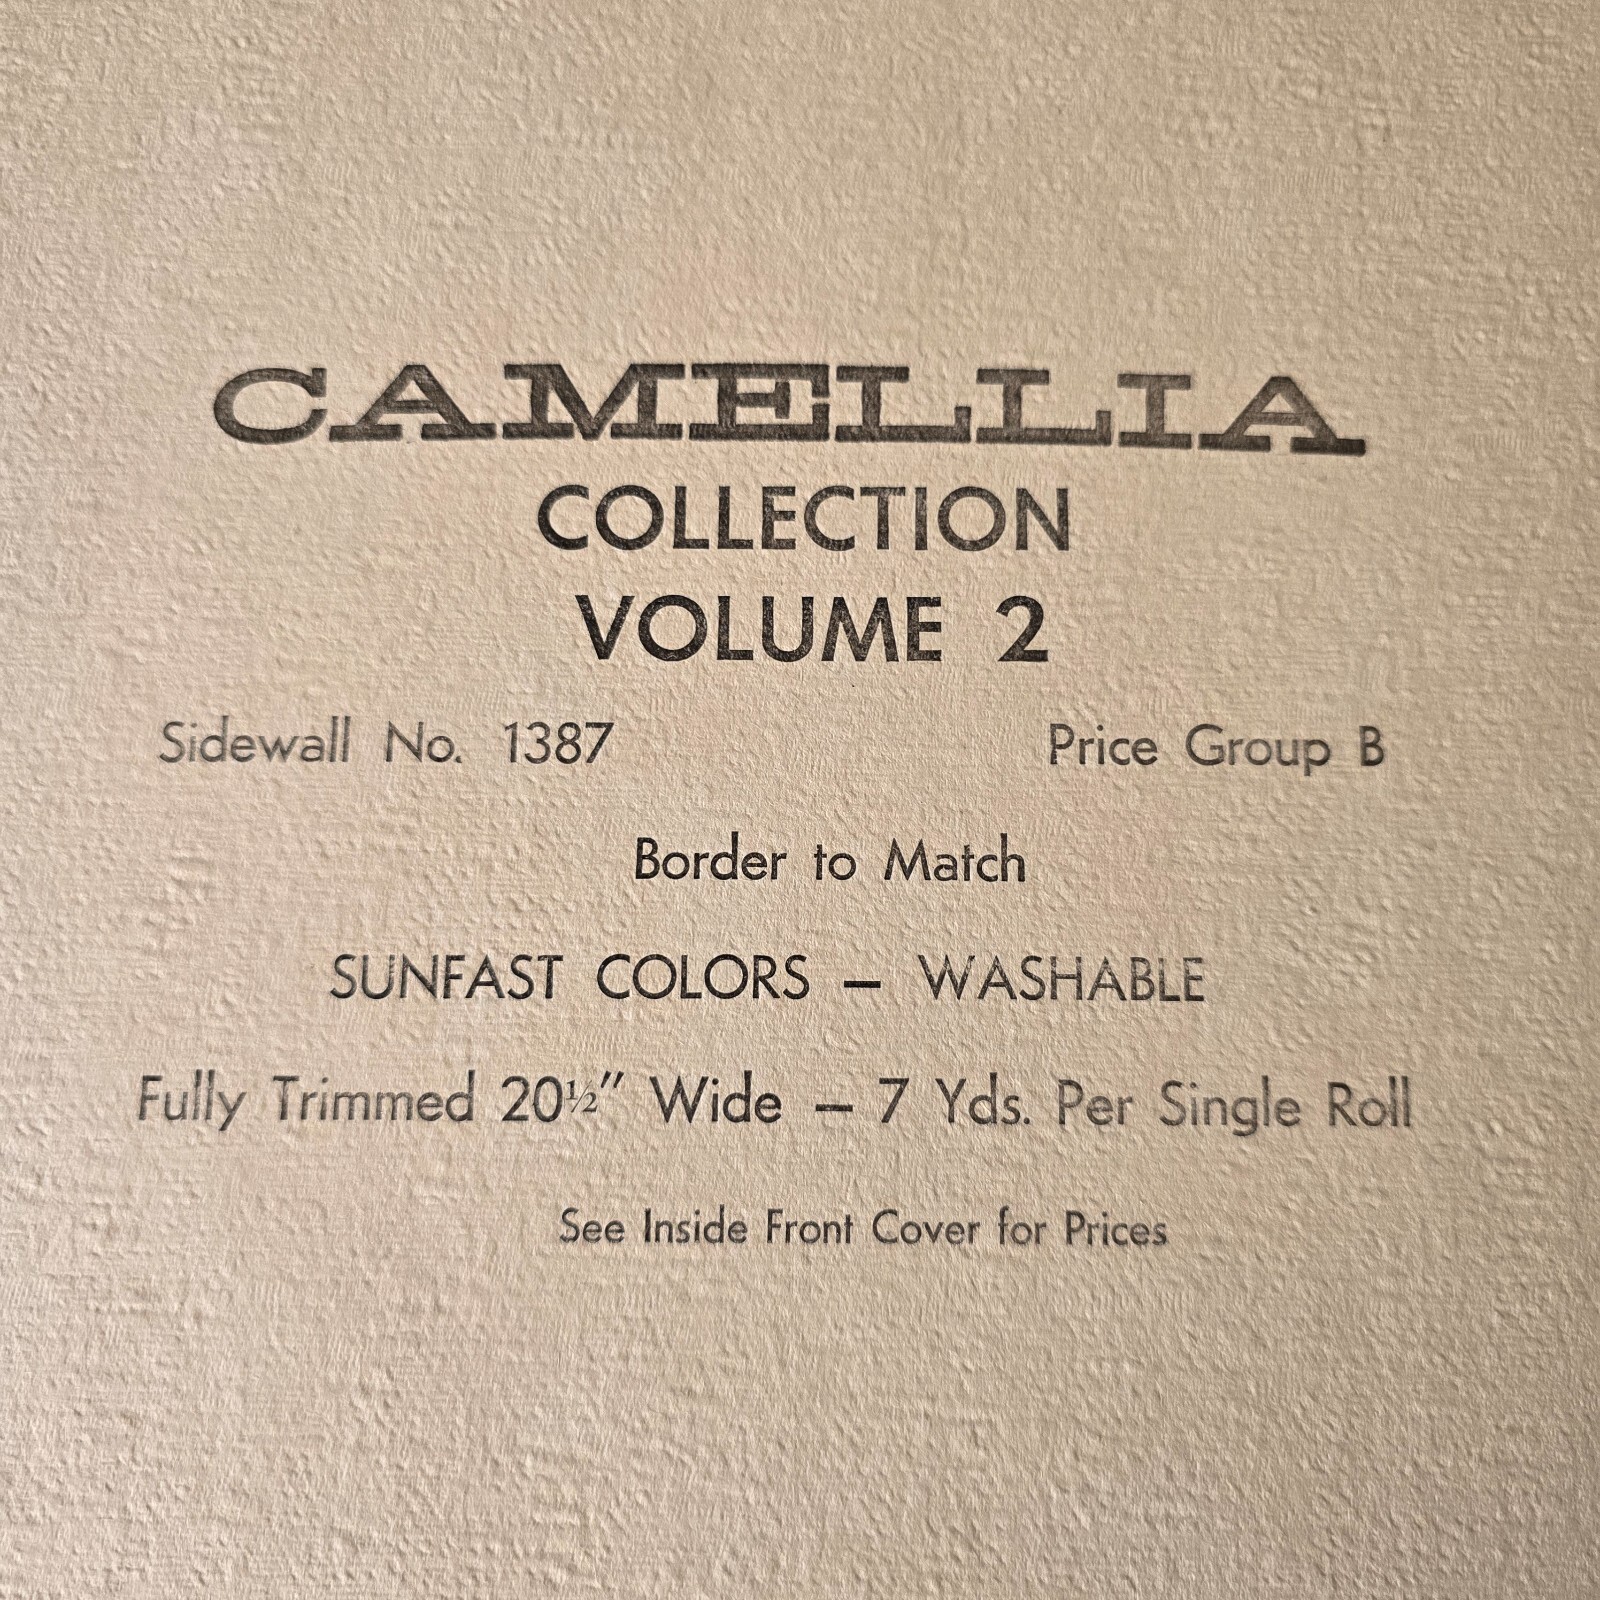 CAMELLIA
COLLECTION
VOLUME 2
Sidewall No. 1387 Price Group B
Border to Match
SUNFAST COLORS – WASHABLE
Fully Trimmed 20½" Wide – 7 Yds. Per Single Roll
See Inside Front Cover for Prices